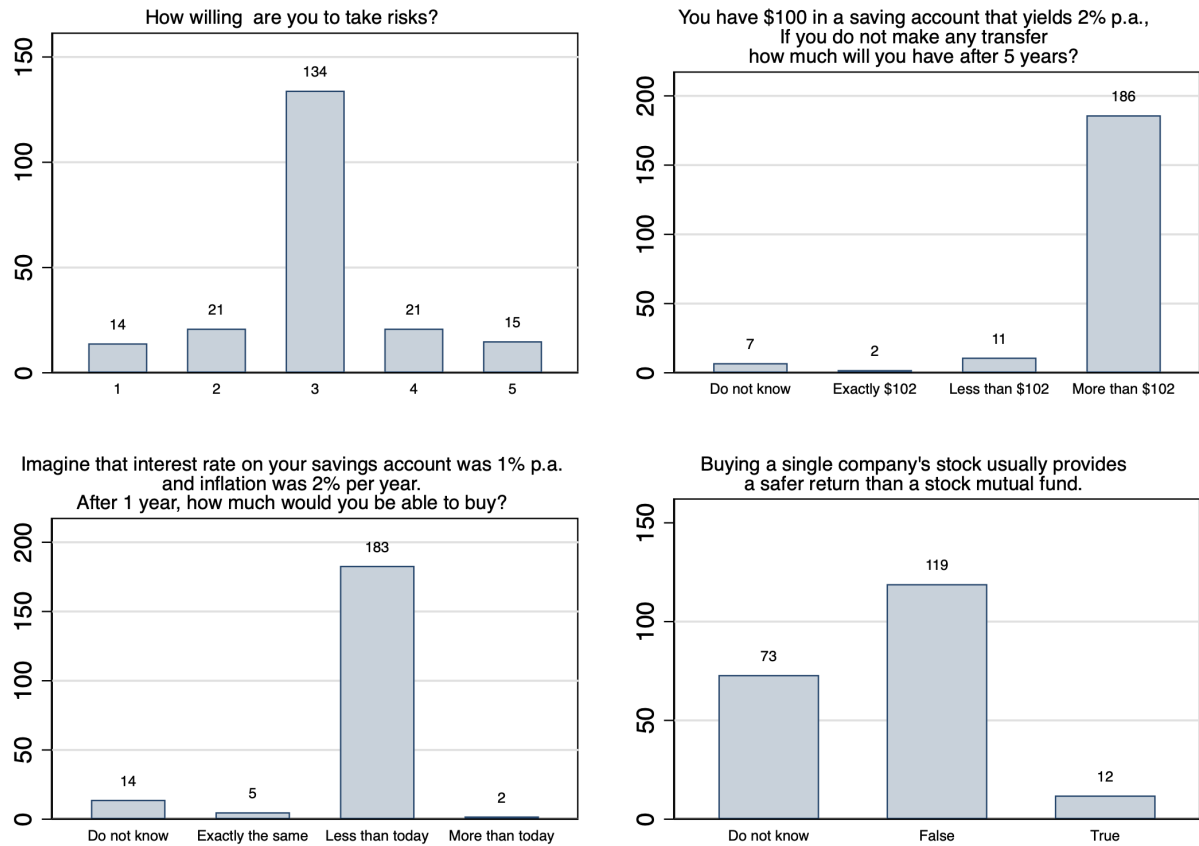 How willing  are you to take risks?
150
100
50
0
134
14
21
21
15
1 2 3 4 5
You have $100 in a saving account that yields 2% p.a.,
If you do not make any transfer
how much will you have after 5 years?
200
150
100
50
0
186
7
2
11
Do not know Exactly $102 Less than $102 More than $102
Imagine that interest rate on your savings account was 1% p.a.
and inflation was 2% per year.
After 1 year, how much would you be able to buy?
200
150
100
50
0
183
14
5
2
Do not know Exactly the same Less than today More than today
Buying a single company's stock usually provides
a safer return than a stock mutual fund.
150
100
50
0
119
73
12
Do not know False True